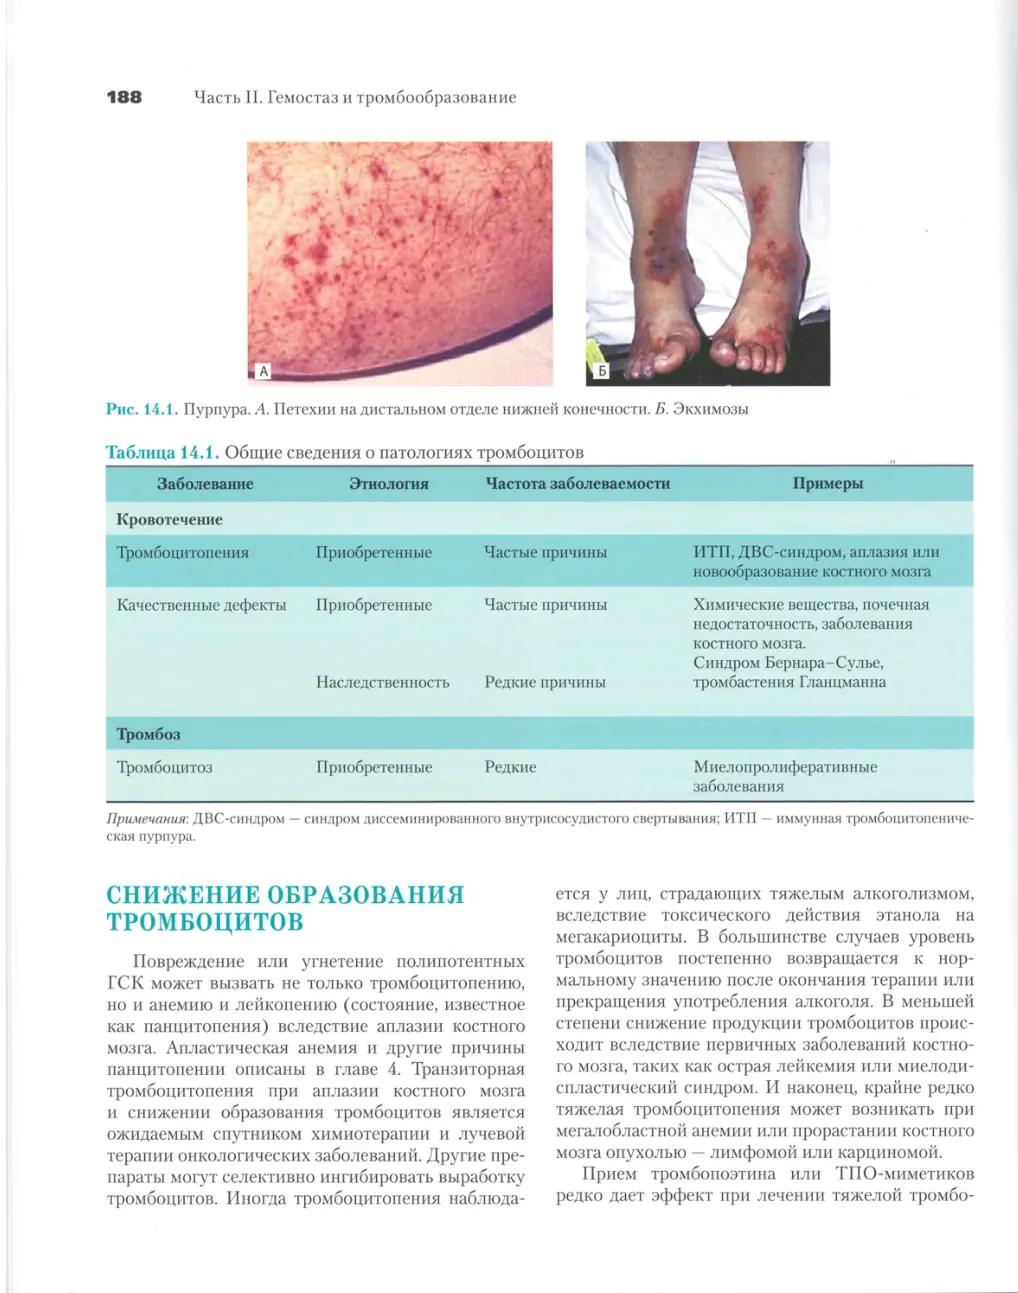 188 Часть II. Гемостаз и тромбообразование
А
Б
Рис. 14.1. Пурпура. А. Петехии на дистальном отделе нижней конечности. Б. Экхимозы
Таблица 14.1. Общие сведения о патологиях тромбоцитов
Заболевание Этиология Частота заболеваемости Примеры
Кровотечение
Тромбоцитопения Приобретенные Частые причины ИТП, ДВС-синдром, аплазия или
новообразование костного мозга
Качественные дефекты Приобретенные Частые причины Химические вещества, почечная
недостаточность, заболевания
костного мозга.
Синдром Бернара–Сулье,
Наследственность Редкие причины тромбастения Гланцманна
Тромбоз
Тромбоцитоз Приобретенные Редкие Миелопролиферативные
заболевания
Примечания: ДВС-синдром — синдром диссеминированного внутрисосудистого свертывания; ИТП — иммунная тромбоцитопениче-
ская пурпура.
СНИЖЕНИЕ ОБРАЗОВАНИЯ
ТРОМБОЦИТОВ
Повреждение или угнетение полипотентных
ГСК может вызвать не только тромбоцитопению,
но и анемию и лейкопению (состояние, известное
как панцитопения) вследствие аплазии костного
мозга. Апластическая анемия и другие причины
панцитопении описаны в главе 4. Транзиторная
тромбоцитопения при аплазии костного мозга
и снижении образования тромбоцитов является
ожидаемым спутником химиотерапии и лучевой
терапии онкологических заболеваний. Другие пре-
параты могут селективно ингибировать выработку
тромбоцитов. Иногда тромбоцитопения наблюда-
ется у лиц, страдающих тяжелым алкоголизмом,
вследствие токсического действия этанола на
мегакариоциты. В большинстве случаев уровень
тромбоцитов постепенно возвращается к нор-
мальному значению после окончания терапии или
прекращения употребления алкоголя. В меньшей
степени снижение продукции тромбоцитов проис-
ходит вследствие первичных заболеваний костно-
го мозга, таких как острая лейкемия или миелоди-
спластический синдром. И наконец, крайне редко
тяжелая тромбоцитопения может возникать при
мегалобластной анемии или прорастании костного
мозга опухолью — лимфомой или карциномой.
Прием тромбопоэтина или ТПО-миметиков
редко дает эффект при лечении тяжелой тромбо-